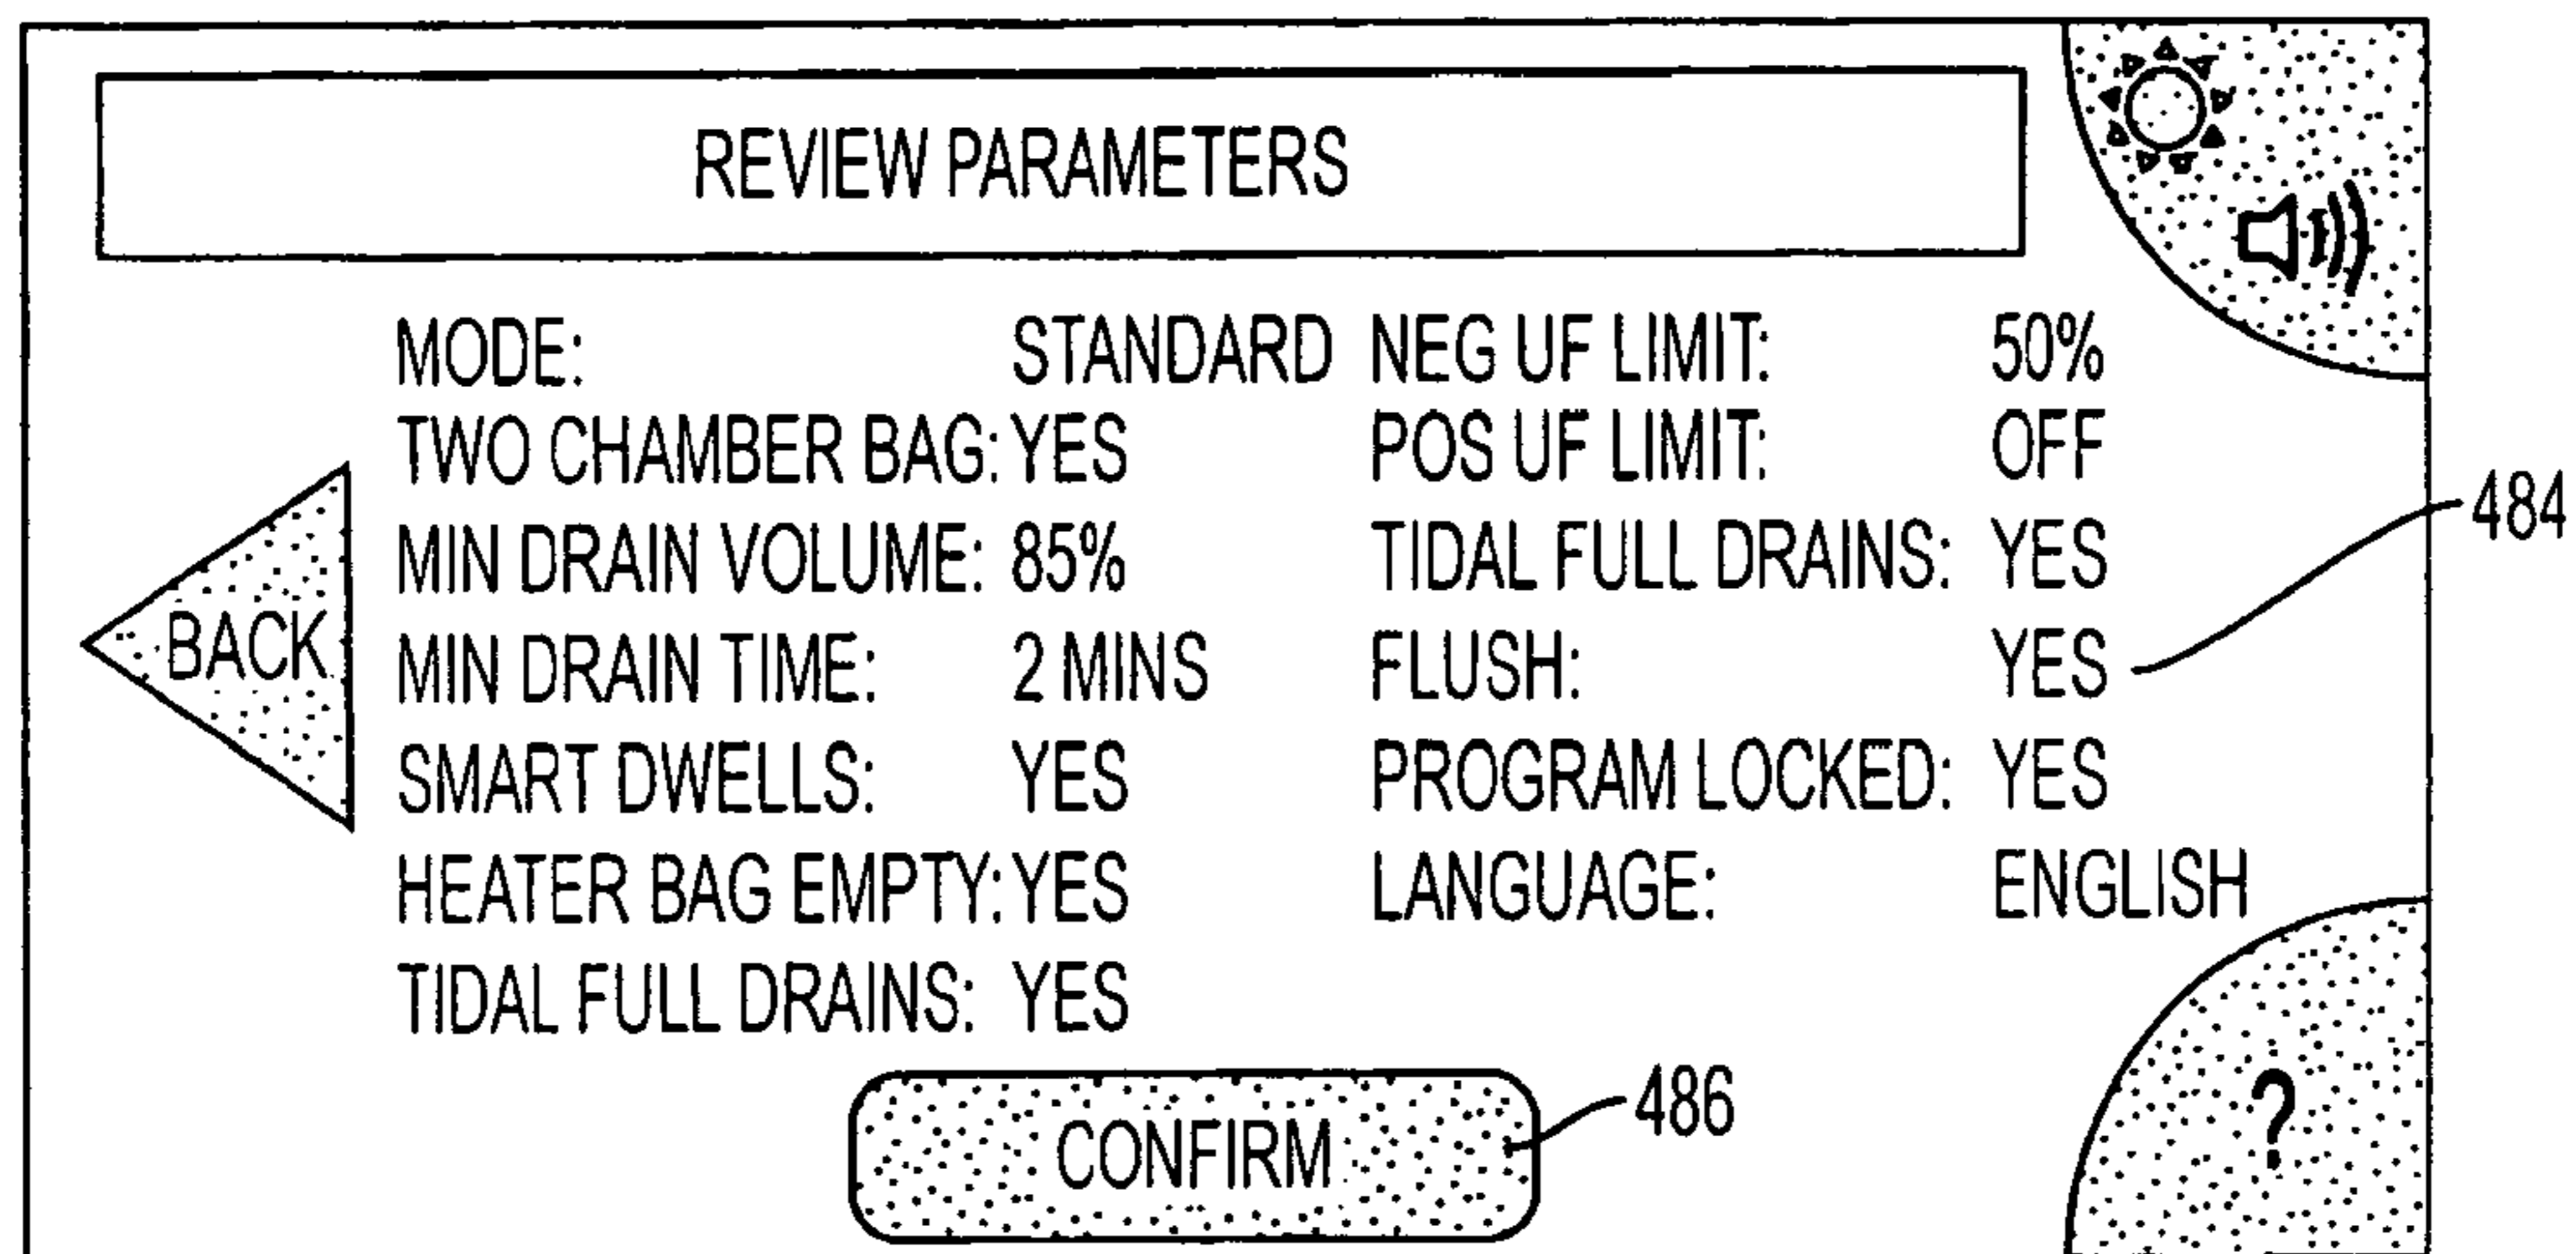 REVIEW PARAMETERS
MODE: STANDARD NEG UF LIMIT: 50%
TWO CHAMBER BAG: YES POS UF LIMIT: OFF
MIN DRAIN VOLUME: 85% TIDAL FULL DRAINS: YES
484
BACK
MIN DRAIN TIME: 2 MINS FLUSH: YES
SMART DWELLS: YES PROGRAM LOCKED: YES
HEATER BAG EMPTY: YES LANGUAGE: ENGLISH
TIDAL FULL DRAINS: YES
CONFIRM
486
?